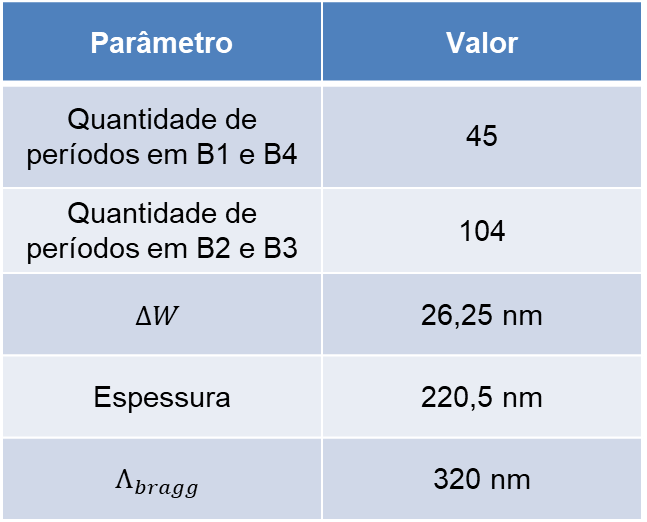 Parâmetro Valor
Quantidade de
períodos em B1 e B4
45
Quantidade de
períodos em B2 e B3
104
ΔW 26,25 nm
Espessura 220,5 nm
Λbragg 320 nm